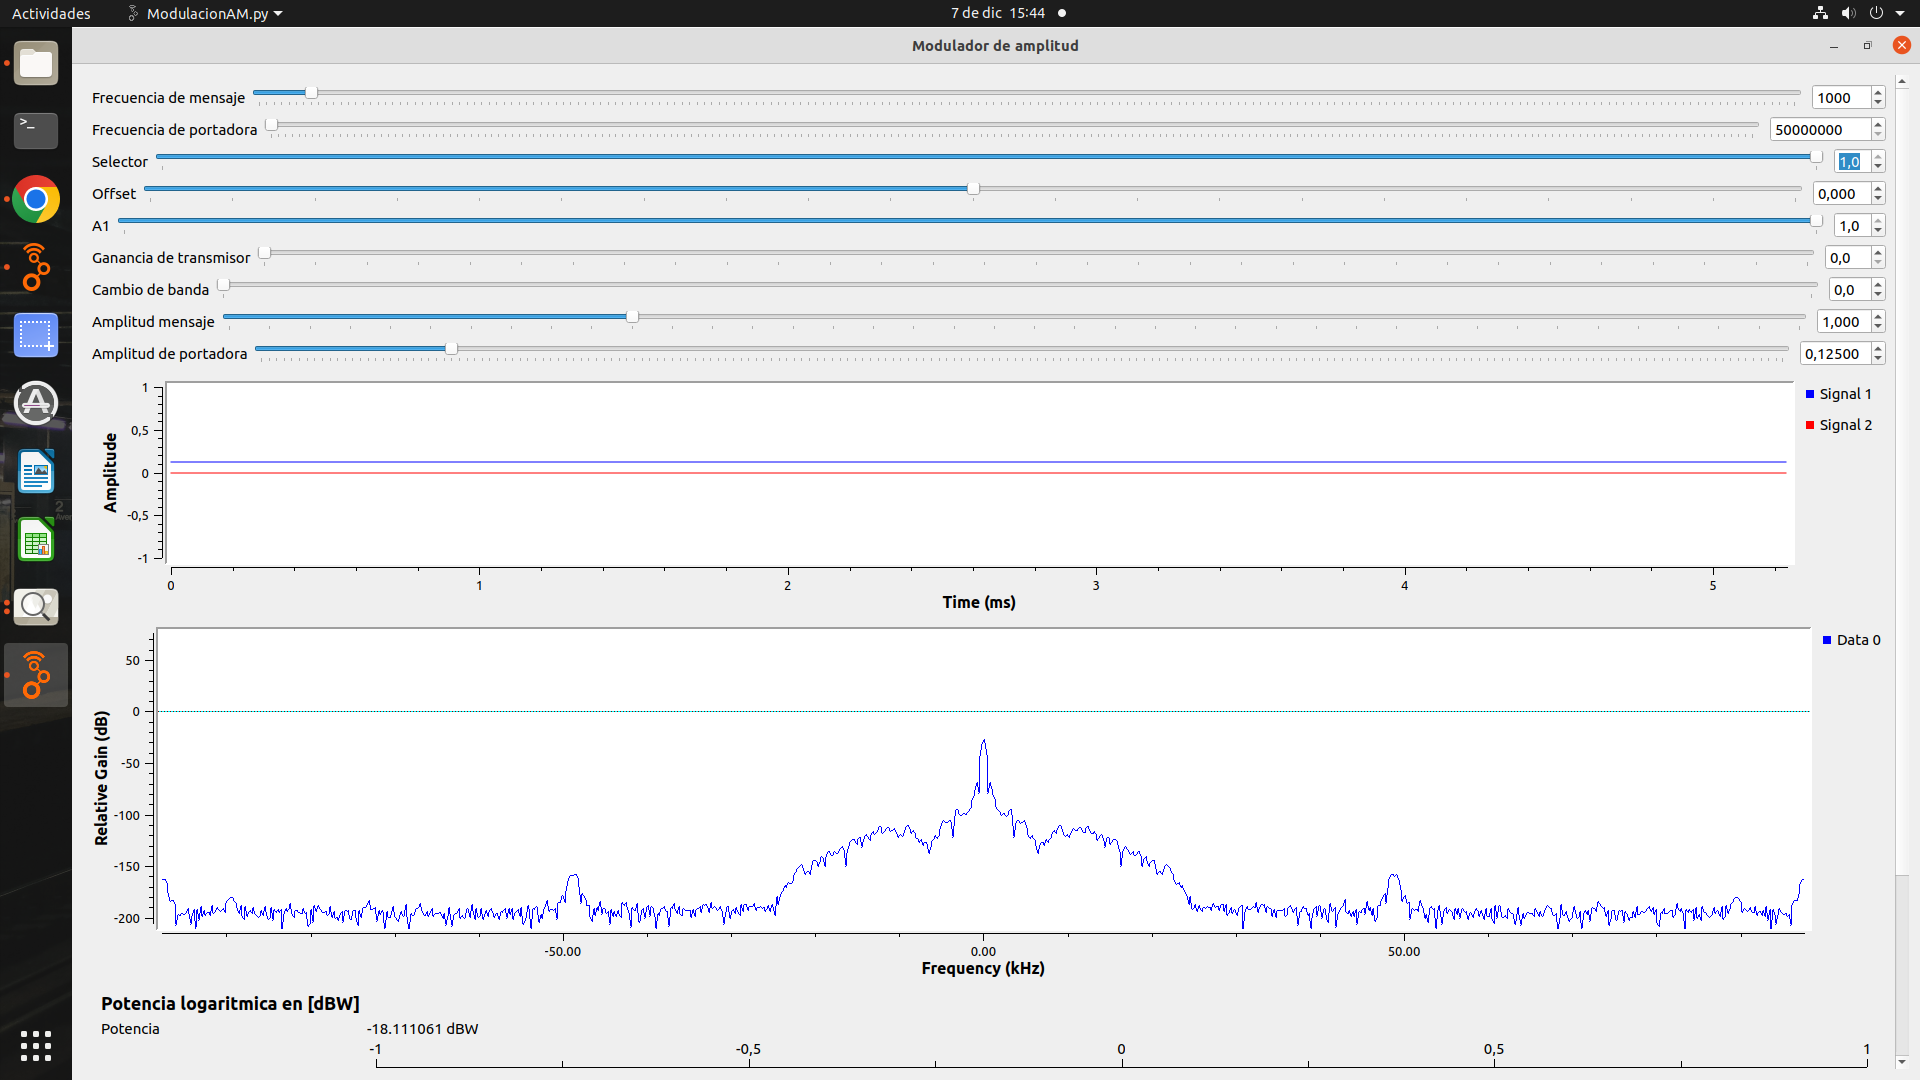 Actividades ModulacionAM.py 7 de dic 15:44
Modulador de amplitud
Frecuencia de mensaje 1000
Frecuencia de portadora 50000000
Selector 1,0
Offset 0,000
A1 1,0
Ganancia de transmisor 0,0
Cambio de banda 0,0
Amplitud mensaje 1,000
Amplitud de portadora 0,12500
1
0,5
0
-0,5
-1
Amplitude
Signal 1
Signal 2
0 1 2 3 4 5
Time (ms)
50
0
-50
-100
-150
-200
Relative Gain (dB)
Data 0
-50.00 0.00 50.00
Frequency (kHz)
Potencia logaritmica en [dBW]
Potencia -18.111061 dBW
-1 -0,5 0 0,5 1